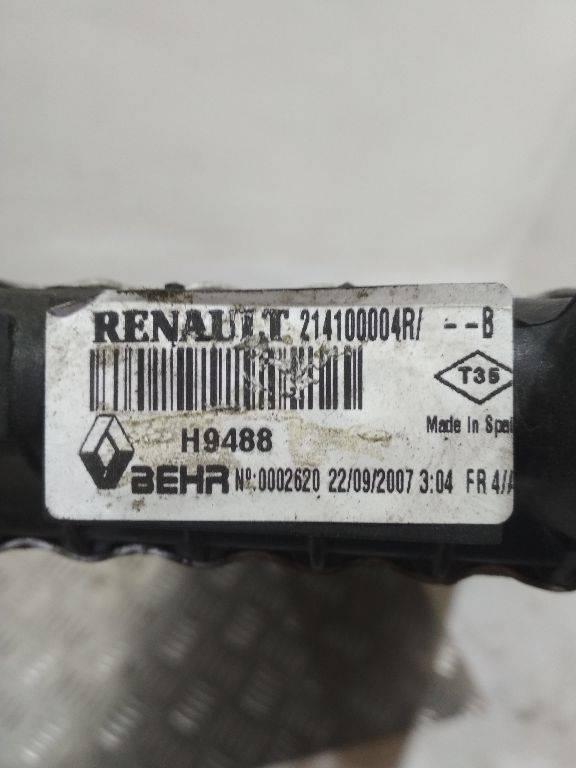 RENAULT 214100004R/ --B
T35
Made in Spai
H9488
BEHR Nº:0002620 22/09/2007 3:04 FR 4/A